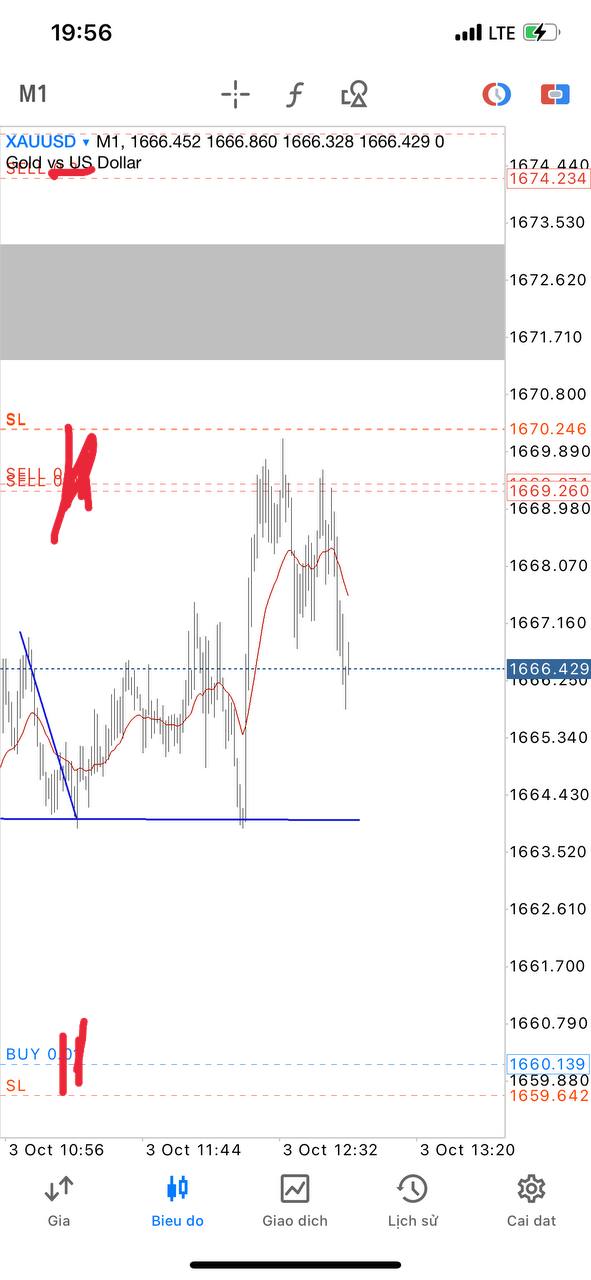 19:56
LTE
M1
XAUUSD M1, 1666.452 1666.860 1666.328 1666.429 0
Gold vs US Dollar
SELL
1674.440
1674.234
1673.530
1672.620
1671.710
1670.800
SL
1670.246
1669.890
SELL
SELL
1669.260
1668.980
1668.070
1667.160
1666.429
1666.250
1665.340
1664.430
1663.520
1662.610
1661.700
1660.790
BUY
1660.139
1659.880
SL
1659.642
3 Oct 10:56
3 Oct 11:44
3 Oct 12:32
3 Oct 13:20
Gia
Bieu do
Giao dich
Lịch sử
Cai dat